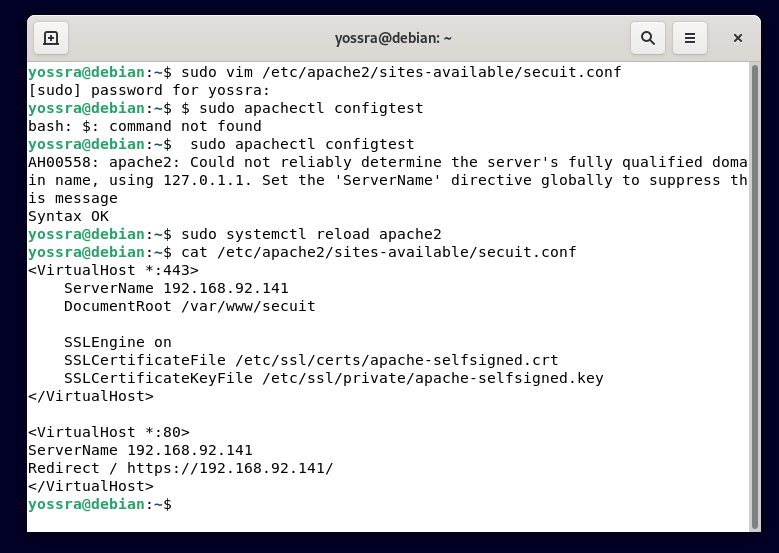 yossra@debian: ~
yossra@debian:~$ sudo vim /etc/apache2/sites-available/secuit.conf
[sudo] password for yossra:
yossra@debian:~$ $ sudo apachectl configtest
bash: $: command not found
yossra@debian:~$  sudo apachectl configtest
AH00558: apache2: Could not reliably determine the server's fully qualified doma
in name, using 127.0.1.1. Set the 'ServerName' directive globally to suppress th
is message
Syntax OK
yossra@debian:~$ sudo systemctl reload apache2
yossra@debian:~$ cat /etc/apache2/sites-available/secuit.conf
<VirtualHost *:443>
    ServerName 192.168.92.141
    DocumentRoot /var/www/secuit

    SSLEngine on
    SSLCertificateFile /etc/ssl/certs/apache-selfsigned.crt
    SSLCertificateKeyFile /etc/ssl/private/apache-selfsigned.key
</VirtualHost>

<VirtualHost *:80>
ServerName 192.168.92.141
Redirect / https://192.168.92.141/
</VirtualHost>
yossra@debian:~$